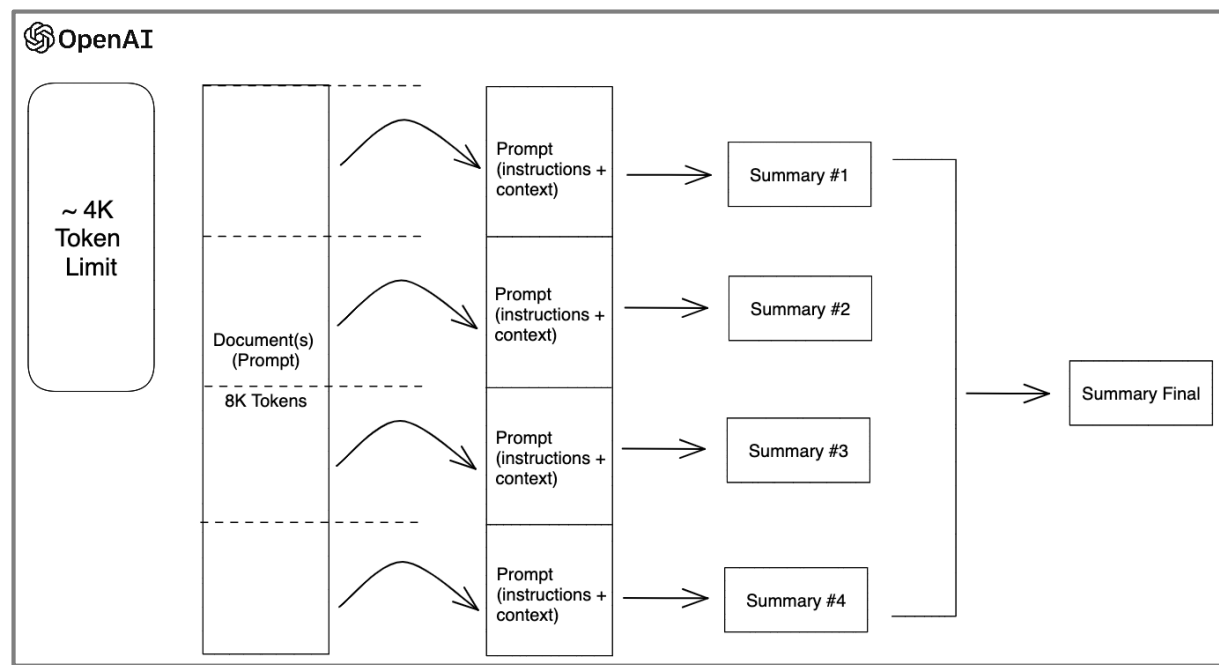 OpenAI
~ 4K
Token
Limit
Document(s)
(Prompt)
8K Tokens
Prompt
(instructions +
context)
Summary #1
Prompt
(instructions +
context)
Summary #2
Prompt
(instructions +
context)
Summary #3
Prompt
(instructions +
context)
Summary #4
Summary Final